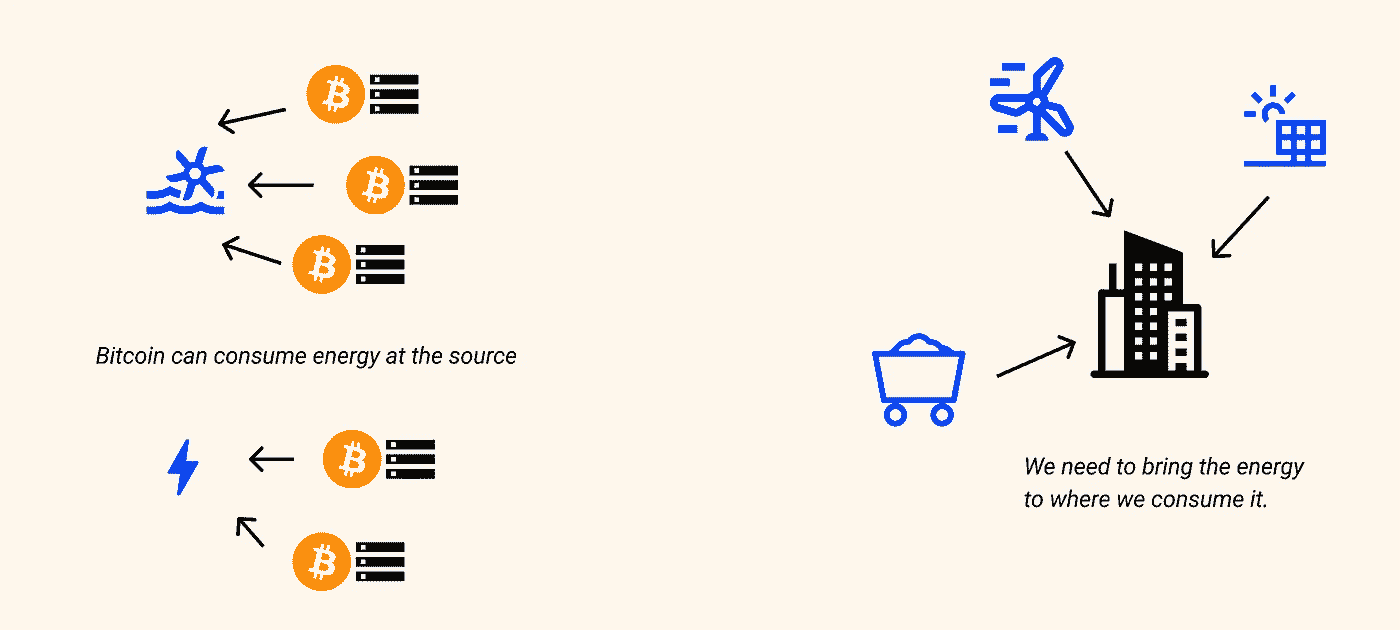 Bitcoin can consume energy at the source
We need to bring the energy
to where we consume it.